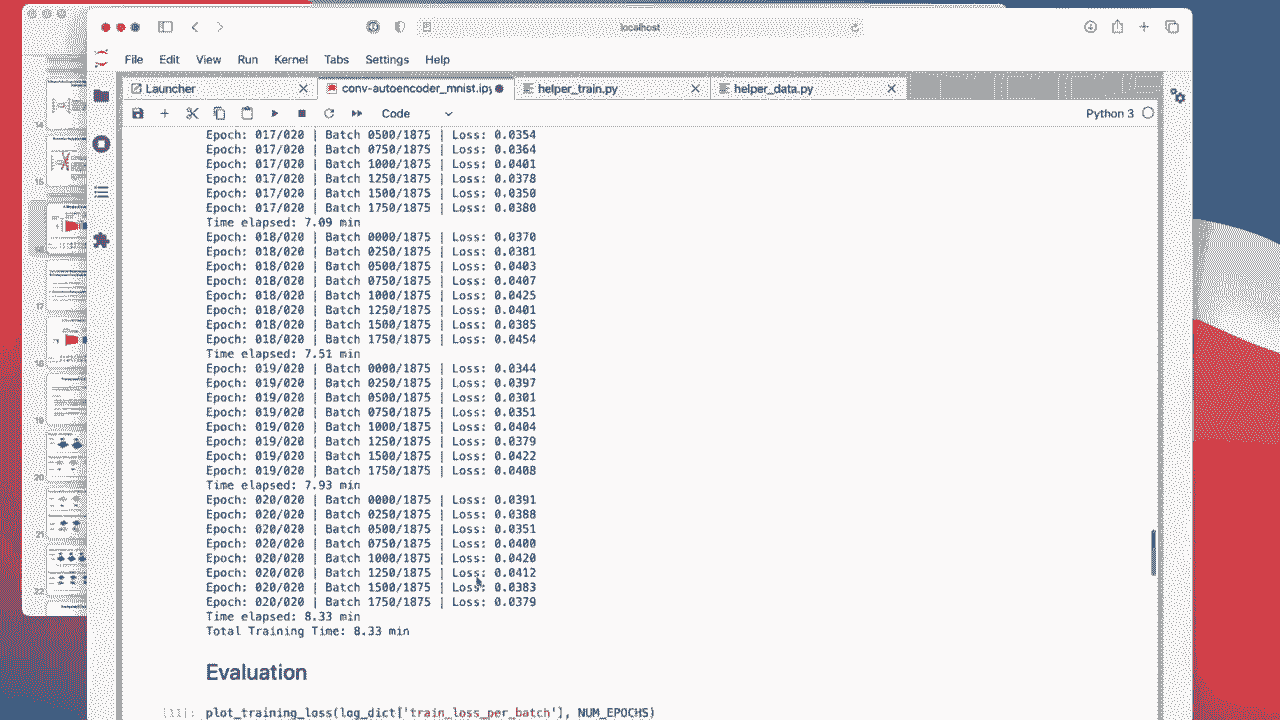 localhost
File Edit View Run Kernel Tabs Settings Help
Launcher conv-autoencoder_mnist.ipy helper_train.py helper_data.py
Code Python 3
Epoch: 017/020 | Batch 0500/1875 | Loss: 0.0354
Epoch: 017/020 | Batch 0750/1875 | Loss: 0.0364
Epoch: 017/020 | Batch 1000/1875 | Loss: 0.0401
Epoch: 017/020 | Batch 1250/1875 | Loss: 0.0378
Epoch: 017/020 | Batch 1500/1875 | Loss: 0.0350
Epoch: 017/020 | Batch 1750/1875 | Loss: 0.0380
Time elapsed: 7.09 min
Epoch: 018/020 | Batch 0000/1875 | Loss: 0.0370
Epoch: 018/020 | Batch 0250/1875 | Loss: 0.0381
Epoch: 018/020 | Batch 0500/1875 | Loss: 0.0403
Epoch: 018/020 | Batch 0750/1875 | Loss: 0.0407
Epoch: 018/020 | Batch 1000/1875 | Loss: 0.0425
Epoch: 018/020 | Batch 1250/1875 | Loss: 0.0401
Epoch: 018/020 | Batch 1500/1875 | Loss: 0.0385
Epoch: 018/020 | Batch 1750/1875 | Loss: 0.0454
Time elapsed: 7.51 min
Epoch: 019/020 | Batch 0000/1875 | Loss: 0.0344
Epoch: 019/020 | Batch 0250/1875 | Loss: 0.0397
Epoch: 019/020 | Batch 0500/1875 | Loss: 0.0301
Epoch: 019/020 | Batch 0750/1875 | Loss: 0.0351
Epoch: 019/020 | Batch 1000/1875 | Loss: 0.0404
Epoch: 019/020 | Batch 1250/1875 | Loss: 0.0379
Epoch: 019/020 | Batch 1500/1875 | Loss: 0.0422
Epoch: 019/020 | Batch 1750/1875 | Loss: 0.0408
Time elapsed: 7.93 min
Epoch: 020/020 | Batch 0000/1875 | Loss: 0.0391
Epoch: 020/020 | Batch 0250/1875 | Loss: 0.0388
Epoch: 020/020 | Batch 0500/1875 | Loss: 0.0351
Epoch: 020/020 | Batch 0750/1875 | Loss: 0.0400
Epoch: 020/020 | Batch 1000/1875 | Loss: 0.0420
Epoch: 020/020 | Batch 1250/1875 | Loss: 0.0412
Epoch: 020/020 | Batch 1500/1875 | Loss: 0.0383
Epoch: 020/020 | Batch 1750/1875 | Loss: 0.0379
Time elapsed: 8.33 min
Total Training Time: 8.33 min
Evaluation
[11]: plot_training_loss(log_dict['train_loss_per_batch'], NUM_EPOCHS)
14
15
17
18
19
20
21
22